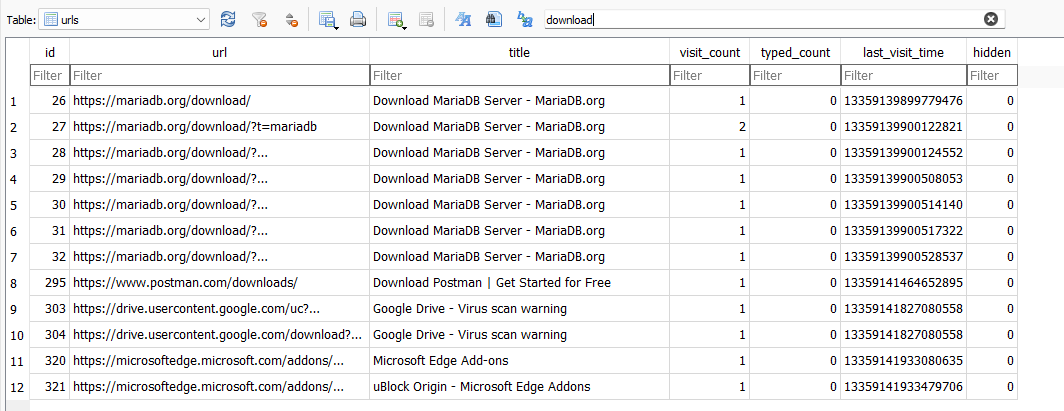 Table: urls download
id url title visit_count typed_count last_visit_time hidden
Filter Filter Filter Filter Filter Filter Filter
1 26 https://mariadb.org/download/ Download MariaDB Server - MariaDB.org 1 0 13359139899779476 0
2 27 https://mariadb.org/download/?t=mariadb Download MariaDB Server - MariaDB.org 2 0 13359139900122821 0
3 28 https://mariadb.org/download/?... Download MariaDB Server - MariaDB.org 1 0 13359139900124552 0
4 29 https://mariadb.org/download/?... Download MariaDB Server - MariaDB.org 1 0 13359139900508053 0
5 30 https://mariadb.org/download/?... Download MariaDB Server - MariaDB.org 1 0 13359139900514140 0
6 31 https://mariadb.org/download/?... Download MariaDB Server - MariaDB.org 1 0 13359139900517322 0
7 32 https://mariadb.org/download/?... Download MariaDB Server - MariaDB.org 1 0 13359139900528537 0
8 295 https://www.postman.com/downloads/ Download Postman | Get Started for Free 1 0 13359141464652895 0
9 303 https://drive.usercontent.google.com/uc?... Google Drive - Virus scan warning 1 0 13359141827080558 0
10 304 https://drive.usercontent.google.com/download?... Google Drive - Virus scan warning 1 0 13359141827080558 0
11 320 https://microsoftedge.microsoft.com/addons/... Microsoft Edge Add-ons 1 0 13359141933080635 0
12 321 https://microsoftedge.microsoft.com/addons/... uBlock Origin - Microsoft Edge Addons 1 0 13359141933479706 0